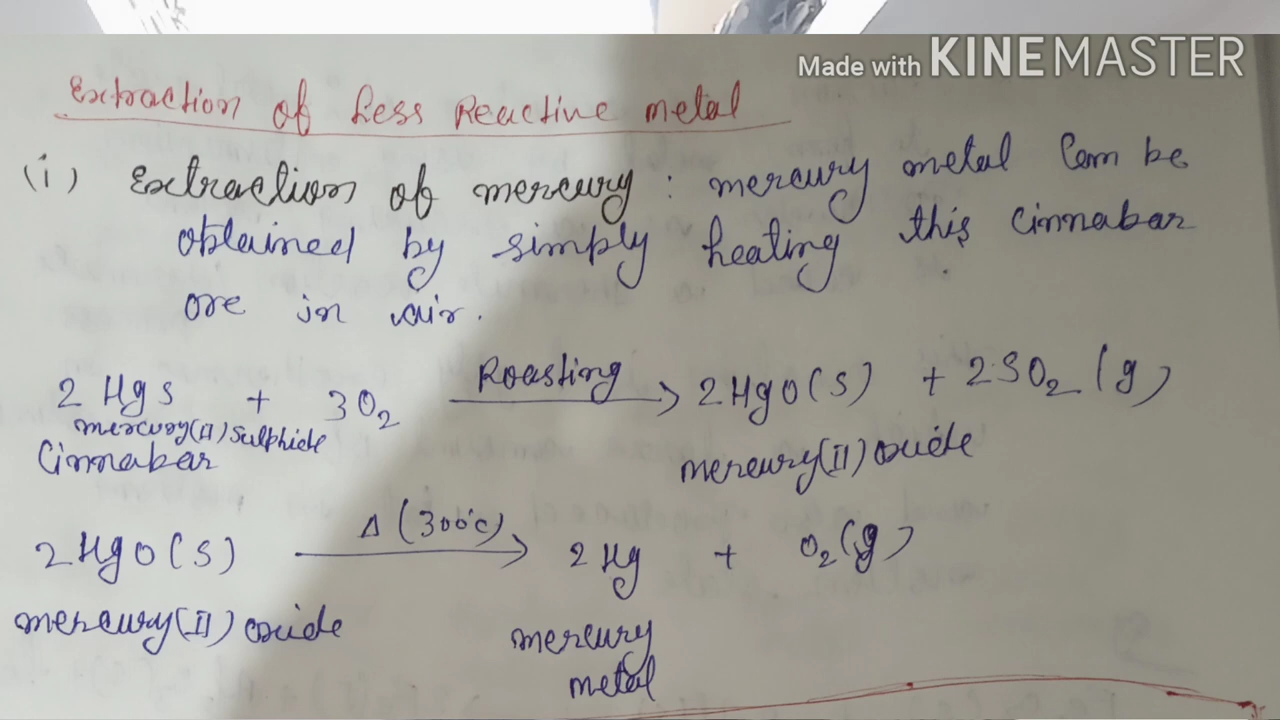 Made with KINEMASTER
Extraction of Less Reactive metal
(i) Extraction of mercury : mercury metal Can be
obtained by simply heating this Cinnabar
ore in air.
2 HgS + 3O₂ Roasting → 2HgO(S) + 2SO₂(g)
mercury(II) Sulphide
Cinnabar mercury(II) oxide
2HgO(S) Δ(300°C) → 2Hg + O₂(g)
mercury(II) oxide mercury
metal